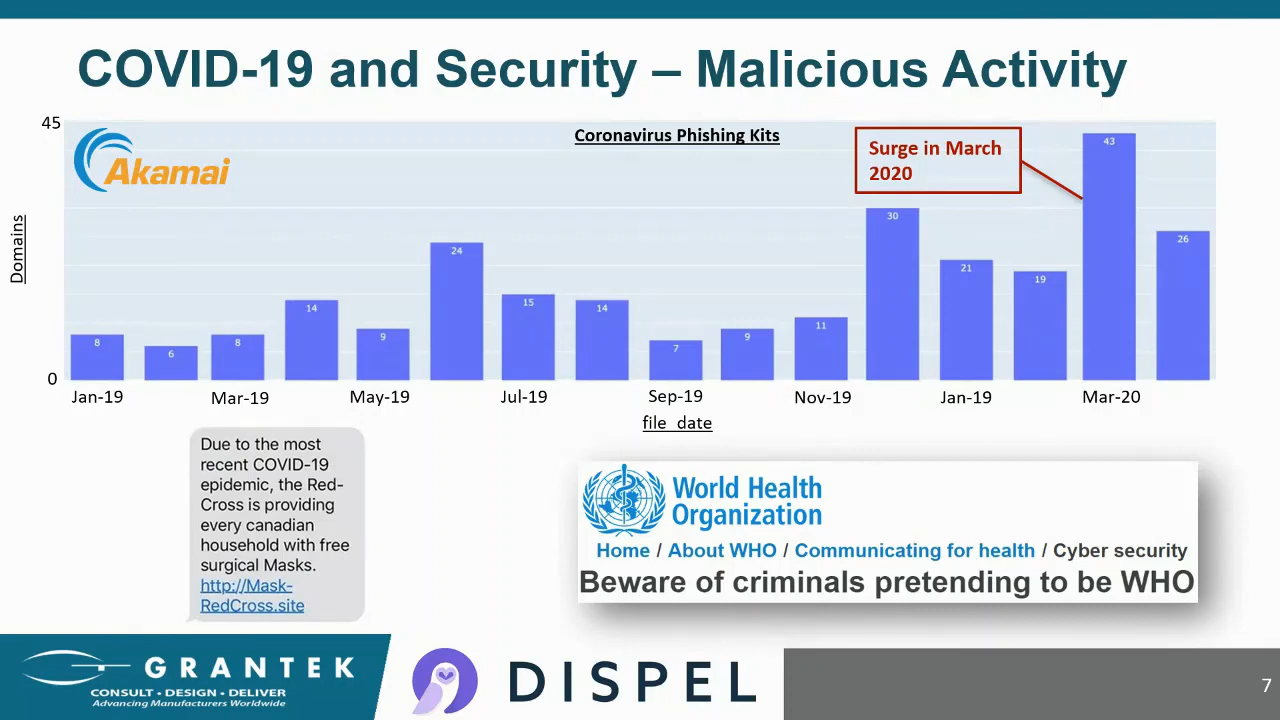 COVID-19 and Security – Malicious Activity
45
Akamai
Coronavirus Phishing Kits
Surge in March
2020
Domains
8
6
8
14
9
24
15
14
7
9
11
30
21
19
43
26
0
Jan-19
Mar-19
May-19
Jul-19
Sep-19
Nov-19
Jan-19
Mar-20
file_date
Due to the most
recent COVID-19
epidemic, the Red-
Cross is providing
every canadian
household with free
surgical Masks.
http://Mask-
RedCross.site
World Health
Organization
Home / About WHO / Communicating for health / Cyber security
Beware of criminals pretending to be WHO
GRANTEK
CONSULT • DESIGN • DELIVER
Advancing Manufacturers Worldwide
DISPEL
7